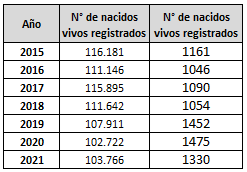 Año N° de nacidos vivos registrados N° de nacidos vivos registrados
2015 116.181 1161
2016 111.146 1046
2017 115.895 1090
2018 111.642 1054
2019 107.911 1452
2020 102.722 1475
2021 103.766 1330